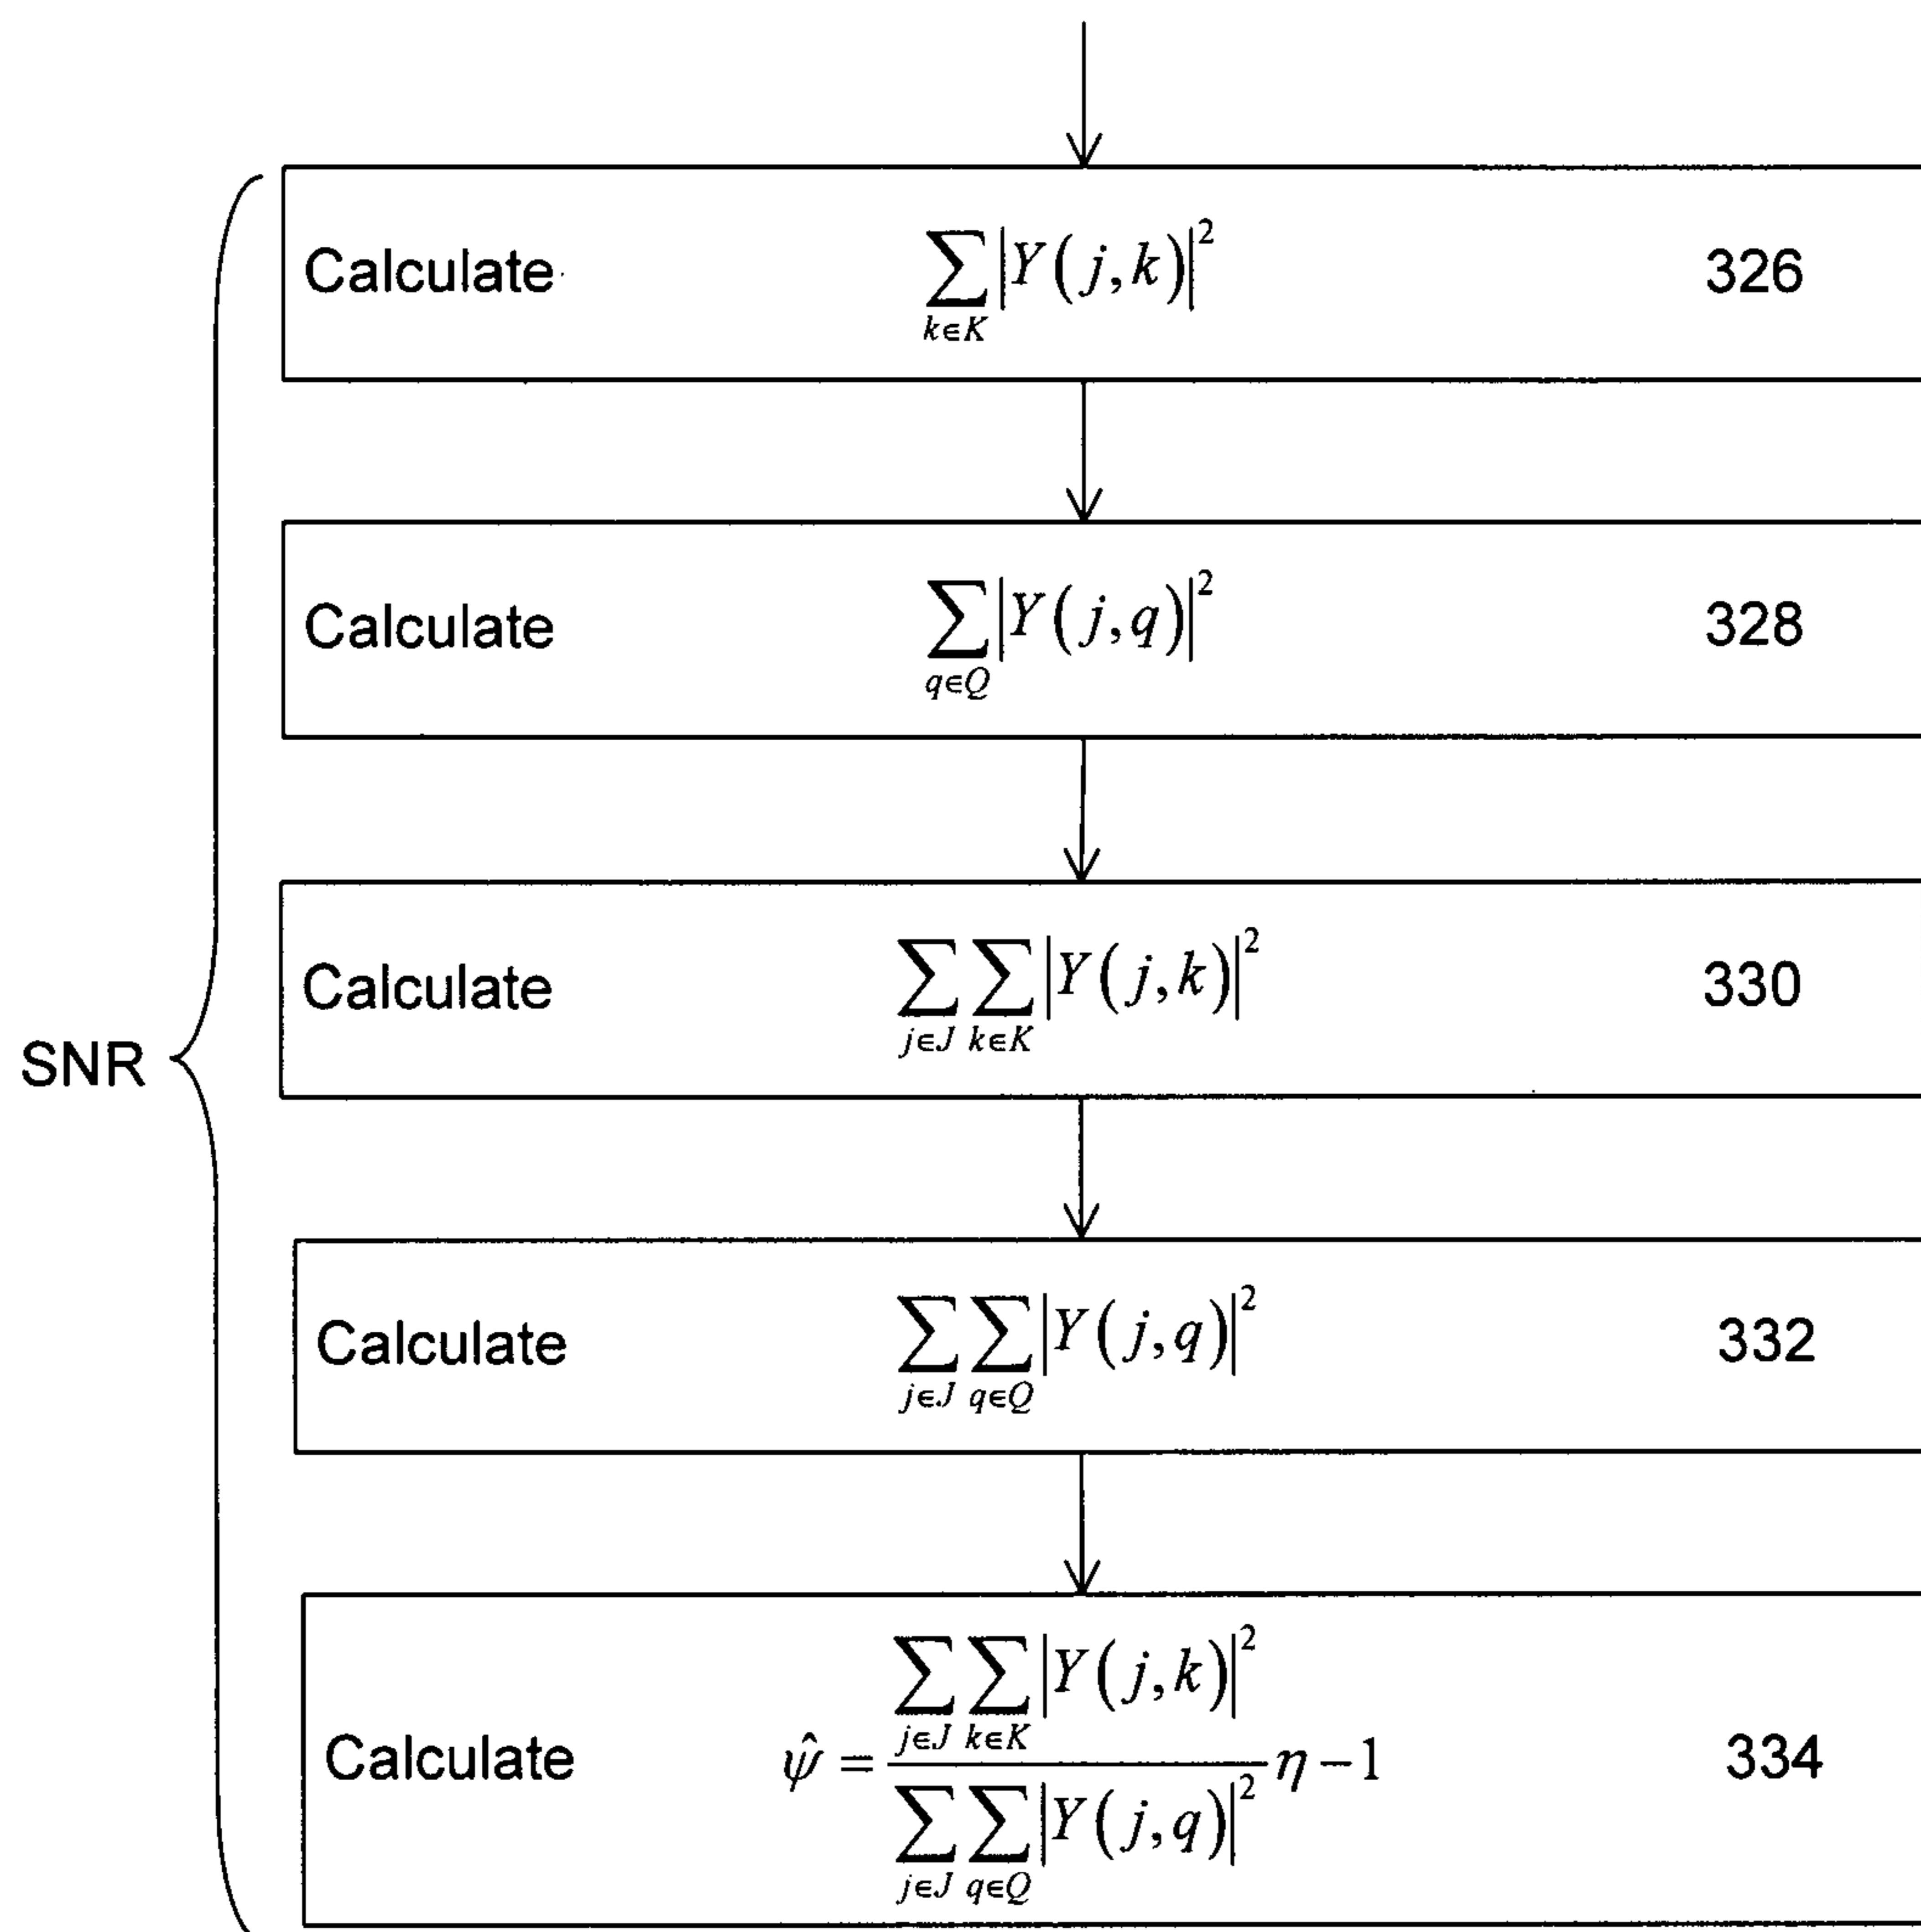 Calculate ∑_{k∈K} |Y(j,k)|² 326
Calculate ∑_{q∈Q} |Y(j,q)|² 328
Calculate ∑_{j∈J} ∑_{k∈K} |Y(j,k)|² 330
SNR
Calculate ∑_{j∈J} ∑_{q∈Q} |Y(j,q)|² 332
Calculate ψ̂ = (∑_{j∈J} ∑_{k∈K} |Y(j,k)|²) / (∑_{j∈J} ∑_{q∈Q} |Y(j,q)|²) η − 1 334